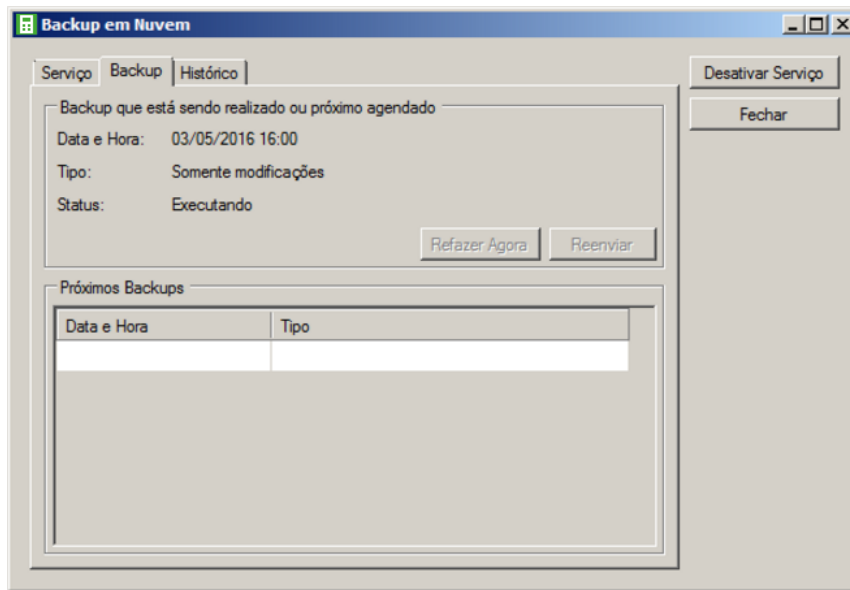 Backup em Nuvem
Serviço Backup Histórico
Desativar Serviço
Fechar
Backup que está sendo realizado ou próximo agendado
Data e Hora: 03/05/2016 16:00
Tipo: Somente modificações
Status: Executando
Refazer Agora Reenviar
Próximos Backups
Data e Hora Tipo